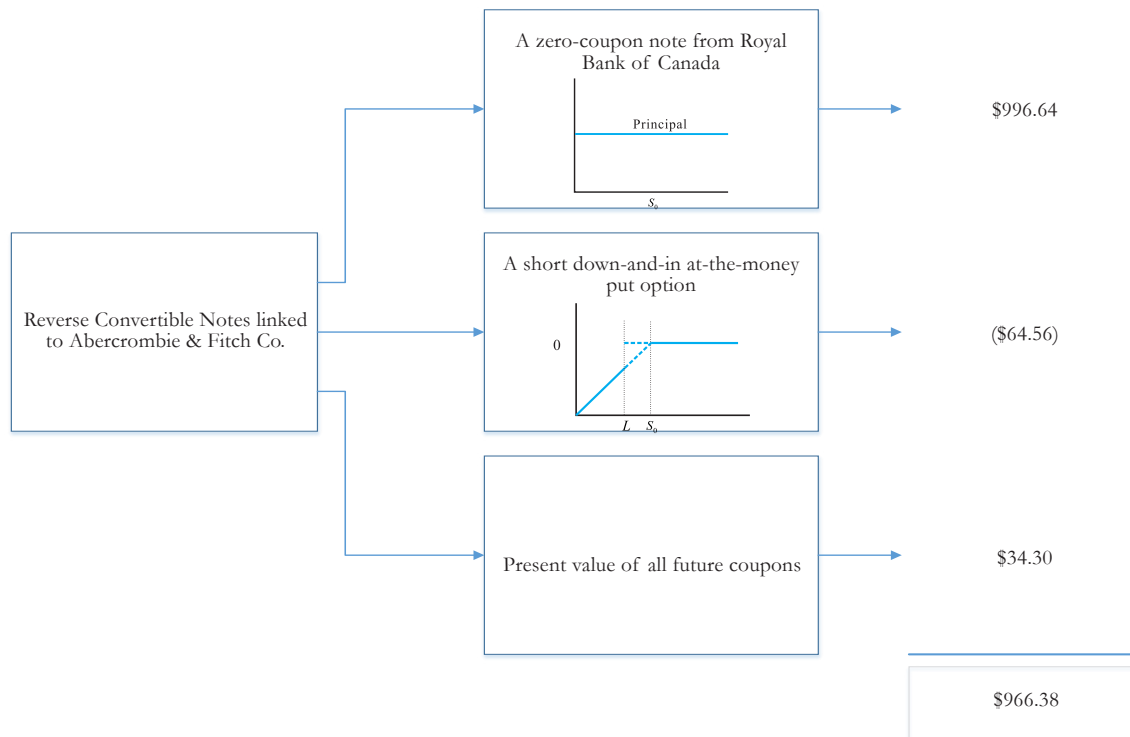 A zero-coupon note from Royal
Bank of Canada
Principal
S₀
$996.64
Reverse Convertible Notes linked
to Abercrombie & Fitch Co.
A short down-and-in at-the-money
put option
0
L S₀
($64.56)
Present value of all future coupons
$34.30
$966.38